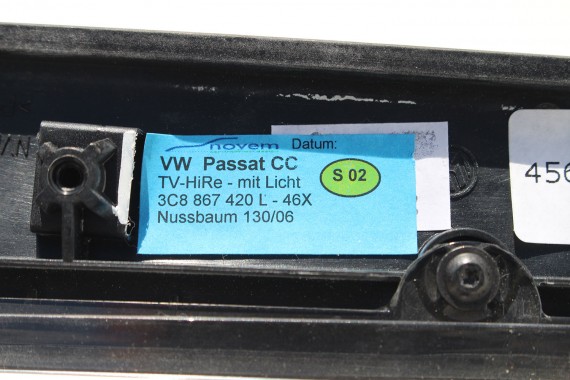 novem Datum:
VW Passat CC
TV-HiRe - mit Licht
S 02
3C8 867 420 L - 46X
Nussbaum 130/06
456